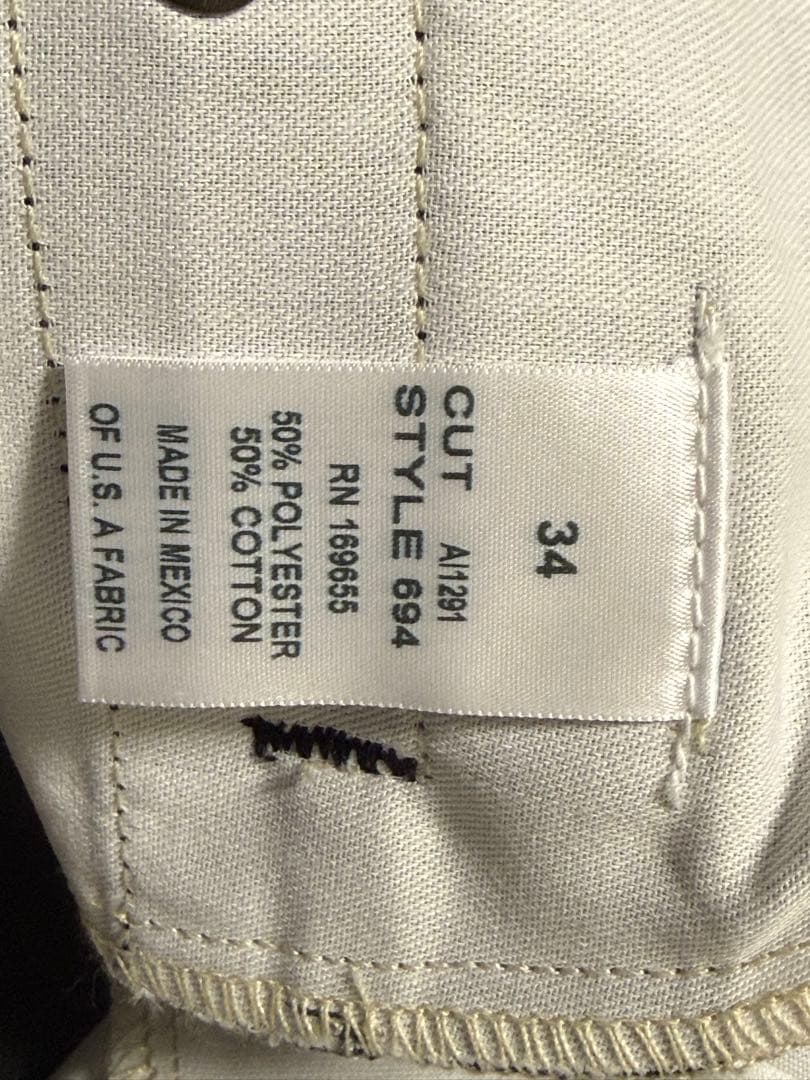 34
CUT A/1291
STYLE 694
RN 169655
50% POLYESTER
50% COTTON
MADE IN MEXICO
OF U.S. A FABRIC